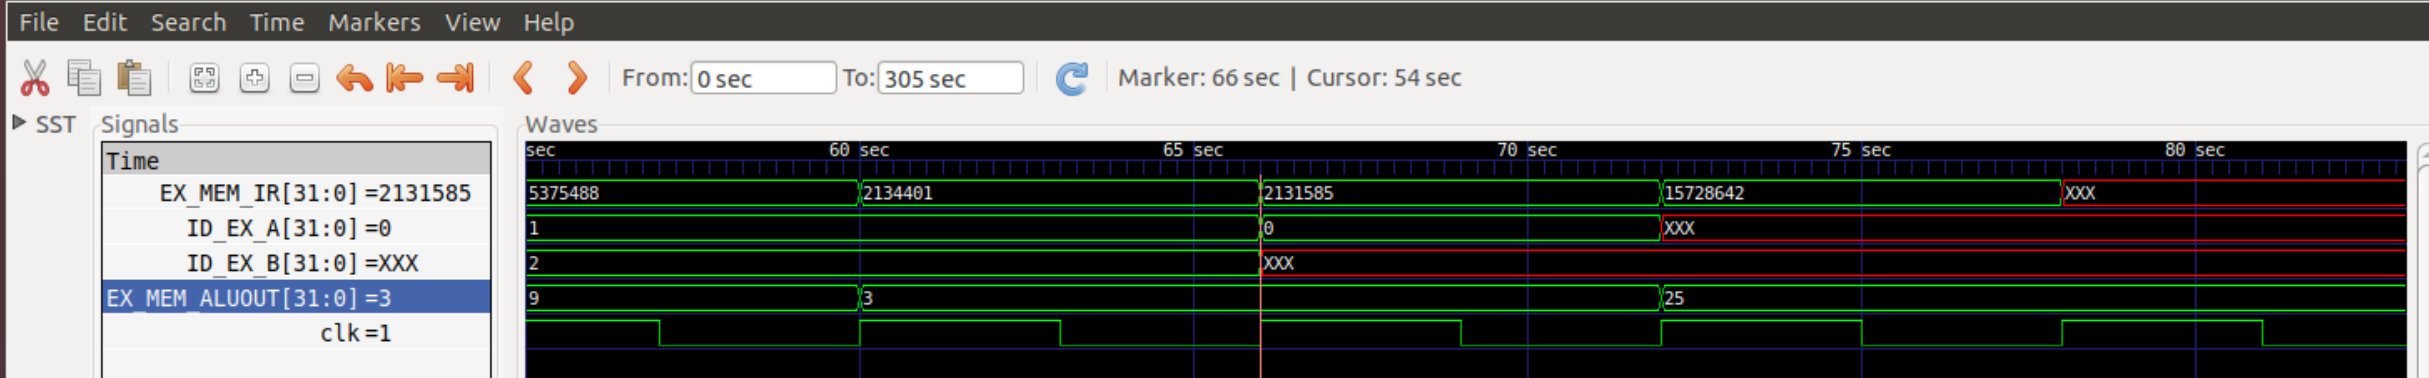 File Edit Search Time Markers View Help
From: 0 sec To: 305 sec Marker: 66 sec | Cursor: 54 sec
SST Signals Waves
Time sec 60 sec 65 sec 70 sec 75 sec 80 sec
EX_MEM_IR[31:0] =2131585 5375488 2134401 2131585 15728642 XXX
ID_EX_A[31:0] =0 1 0 XXX
ID_EX_B[31:0] =XXX 2 XXX
EX_MEM_ALUOUT[31:0] =3 9 3 25
clk =1